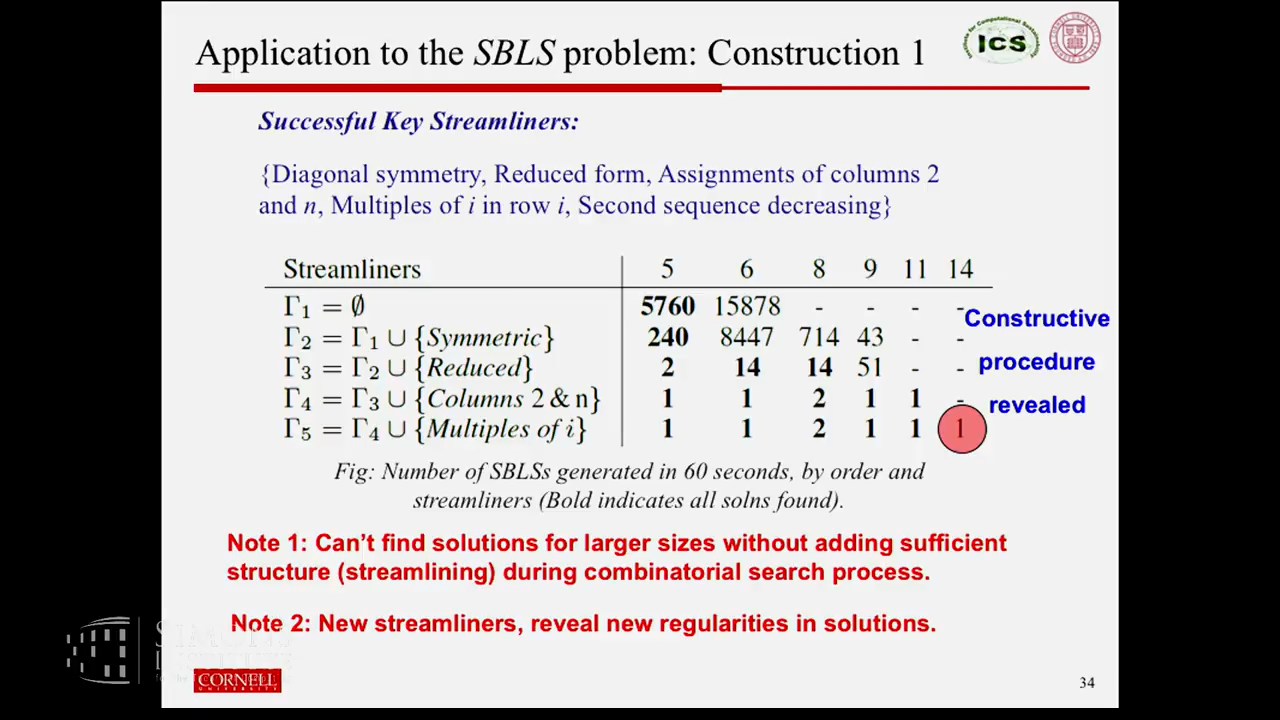 Application to the SBLS problem: Construction 1
ICS
Successful Key Streamliners:
{Diagonal symmetry, Reduced form, Assignments of columns 2
and n, Multiples of i in row i, Second sequence decreasing}
Streamliners 5 6 8 9 11 14
Γ1 = ∅ 5760 15878 - - - -
Γ2 = Γ1 ∪ {Symmetric} 240 8447 714 43 - -
Γ3 = Γ2 ∪ {Reduced} 2 14 14 51 - -
Γ4 = Γ3 ∪ {Columns 2 & n} 1 1 2 1 1 -
Γ5 = Γ4 ∪ {Multiples of i} 1 1 2 1 1 1
Constructive
procedure
revealed
Fig: Number of SBLSs generated in 60 seconds, by order and
streamliners (Bold indicates all solns found).
Note 1: Can't find solutions for larger sizes without adding sufficient
structure (streamlining) during combinatorial search process.
Note 2: New streamliners, reveal new regularities in solutions.
CORNELL
UNIVERSITY
34